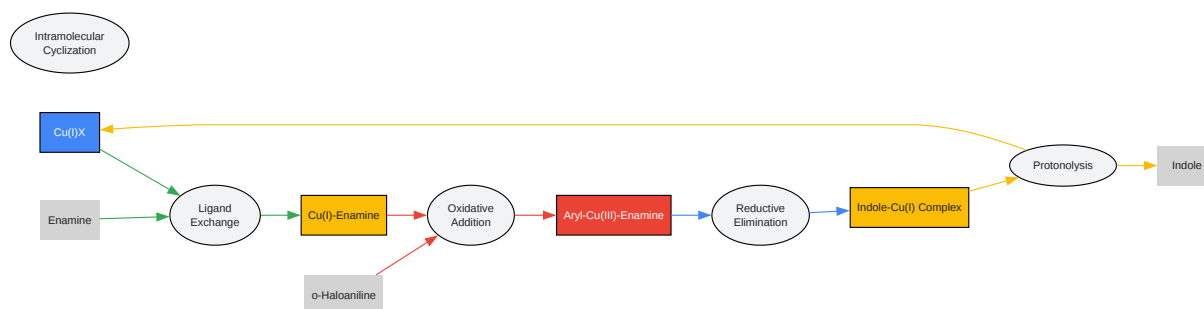 Intramolecular
Cyclization
Cu(I)X
Enamine
Ligand
Exchange
Cu(I)-Enamine
o-Haloaniline
Oxidative
Addition
Aryl-Cu(III)-Enamine
Reductive
Elimination
Indole-Cu(I) Complex
Protonolysis
Indole